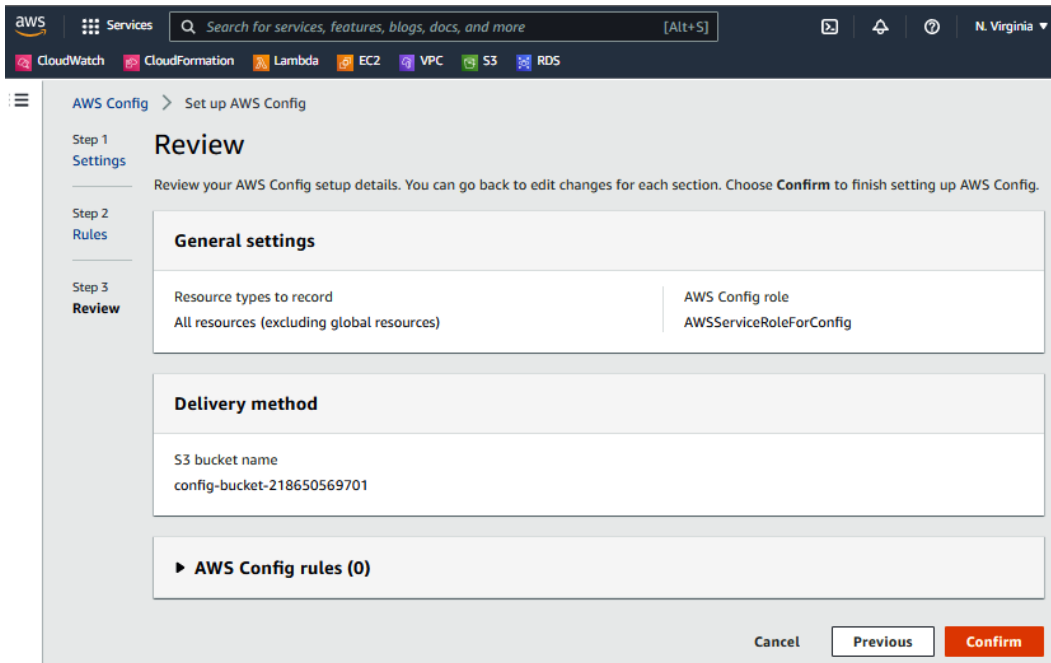 aws Services Search for services, features, blogs, docs, and more [Alt+S] N. Virginia
CloudWatch CloudFormation Lambda EC2 VPC S3 RDS
AWS Config > Set up AWS Config
Step 1
Settings
Step 2
Rules
Step 3
Review
Review
Review your AWS Config setup details. You can go back to edit changes for each section. Choose Confirm to finish setting up AWS Config.
General settings
Resource types to record
All resources (excluding global resources)
AWS Config role
AWSServiceRoleForConfig
Delivery method
S3 bucket name
config-bucket-218650569701
AWS Config rules (0)
Cancel Previous Confirm